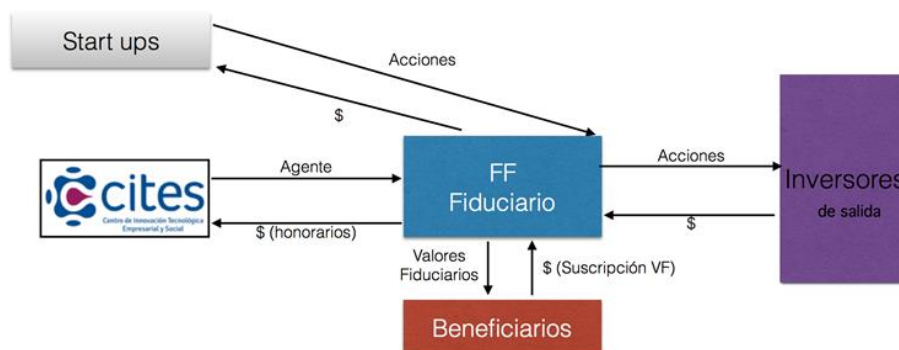 Start ups
Acciones
$
cites
Centro de Innovación Tecnológica
Empresarial y Social
Agente
$ (honorarios)
FF
Fiduciario
Acciones
$
Inversores
de salida
Valores
Fiduciarios
$ (Suscripción VF)
Beneficiarios